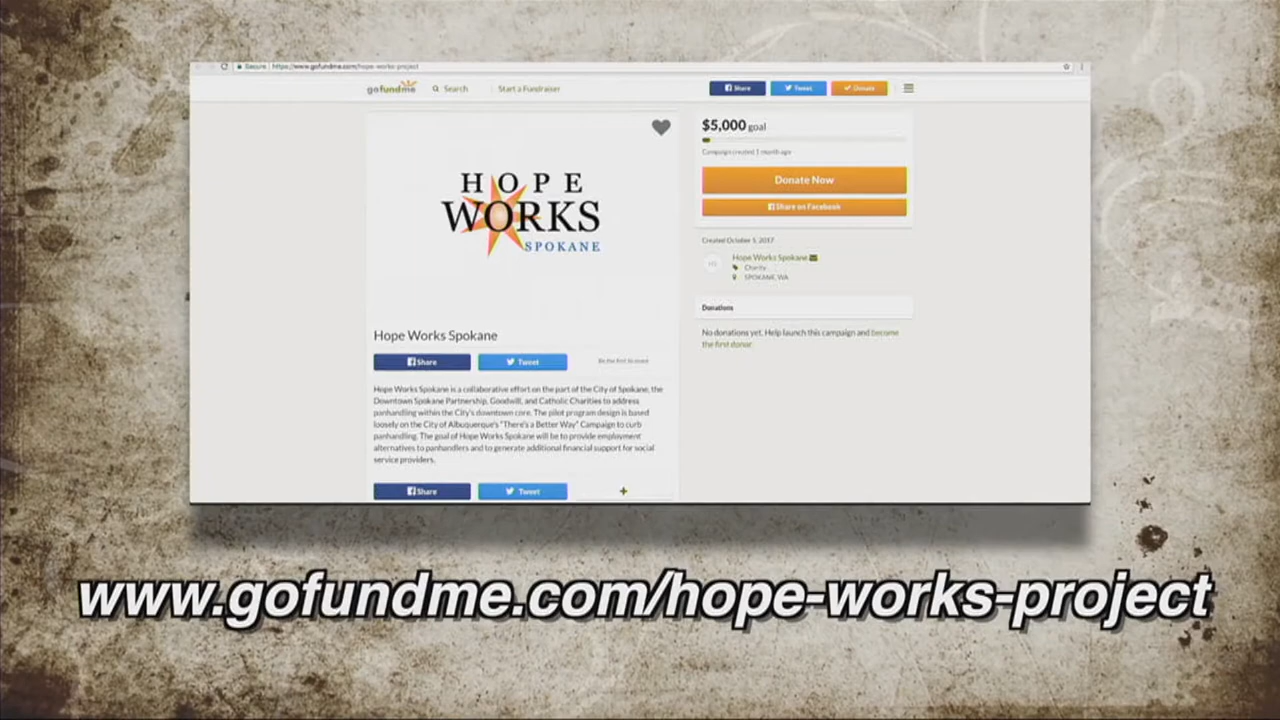 Secure https://www.gofundme.com/hope-works-project
gofundme
Search
Start a Fundraiser
Share
Tweet
Donate
HOPE
WORKS
SPOKANE
$5,000 goal
Campaign created 1 month ago
Donate Now
Share on Facebook
Created October 5, 2017
Hope Works Spokane
Charity
SPOKANE, WA
Donations
No donations yet. Help launch this campaign and become
the first donor.
Hope Works Spokane
Share
Tweet
Be the first to share
Hope Works Spokane is a collaborative effort on the part of the City of Spokane, the
Downtown Spokane Partnership, Goodwill, and Catholic Charities to address
panhandling within the City's downtown core. The pilot program design is based
loosely on the City of Albuquerque's "There's a Better Way" Campaign to curb
panhandling. The goal of Hope Works Spokane will be to provide employment
alternatives to panhandlers and to generate additional financial support for social
service providers.
Share
Tweet
+
www.gofundme.com/hope-works-project